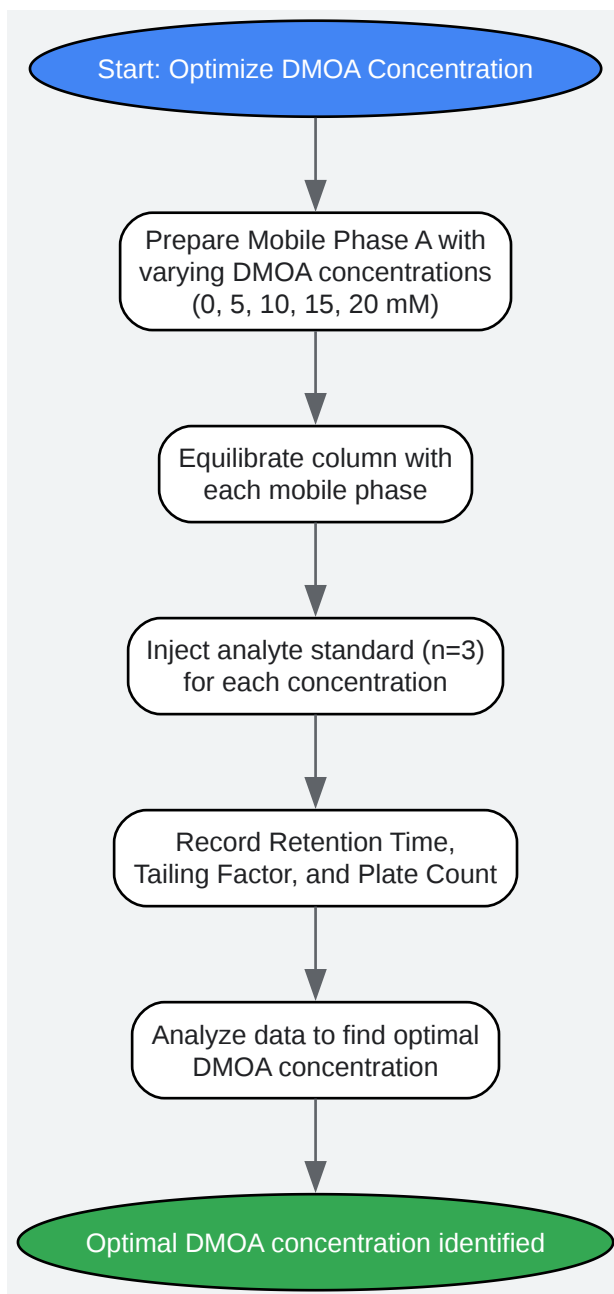 Start: Optimize DMOA Concentration
Prepare Mobile Phase A with
varying DMOA concentrations
(0, 5, 10, 15, 20 mM)
Equilibrate column with
each mobile phase
Inject analyte standard (n=3)
for each concentration
Record Retention Time,
Tailing Factor, and Plate Count
Analyze data to find optimal
DMOA concentration
Optimal DMOA concentration identified